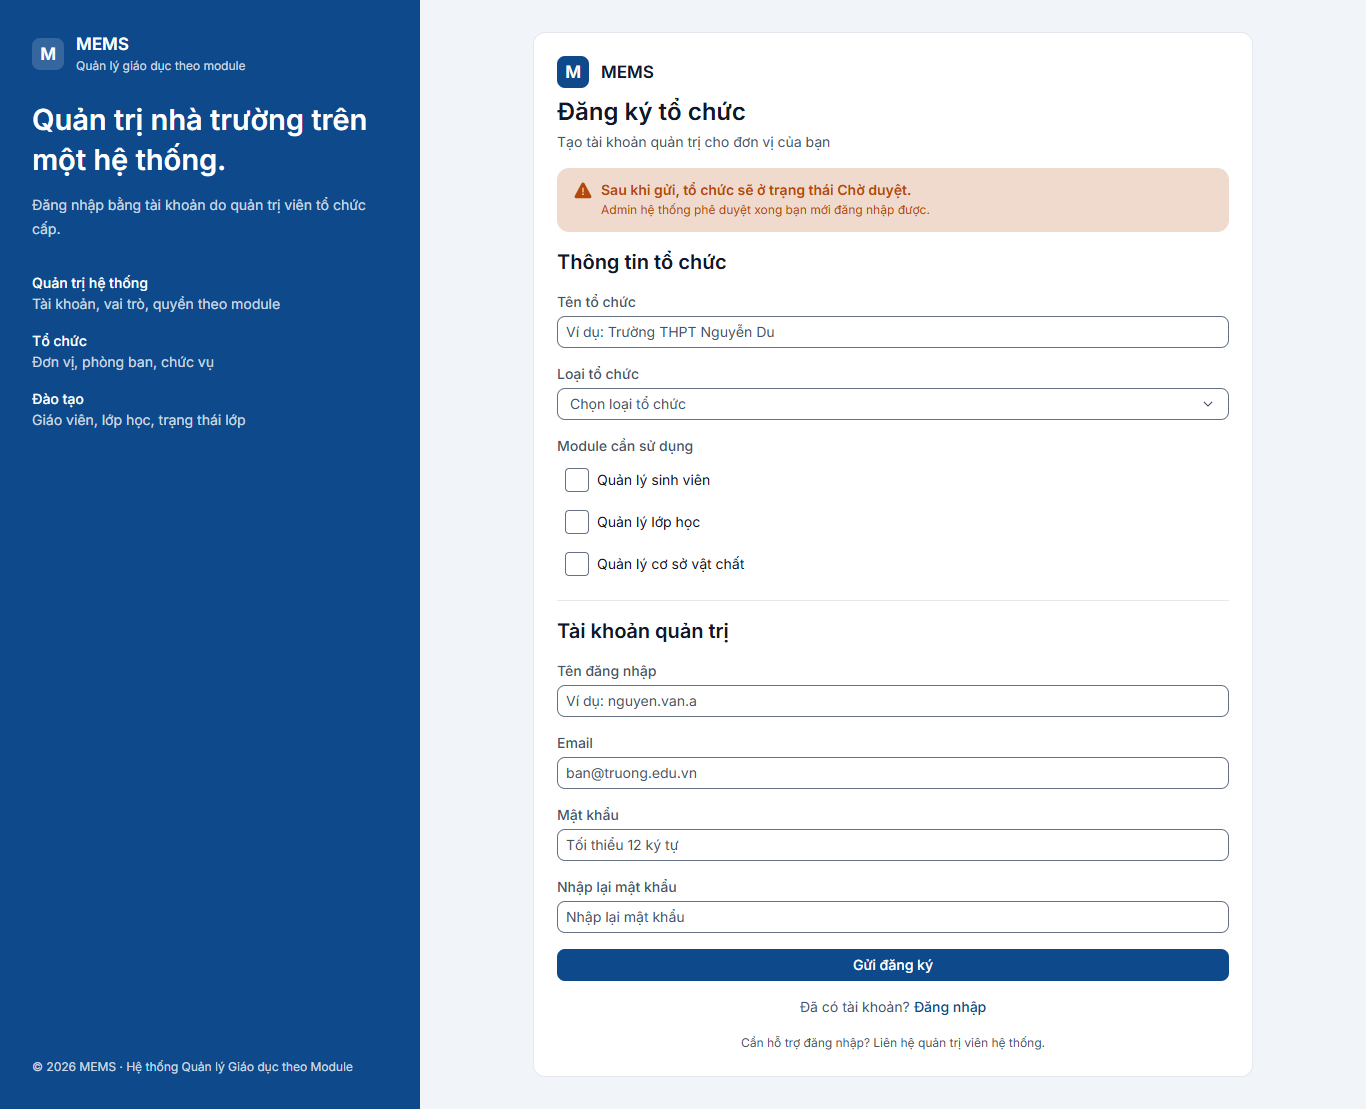 M
MEMS
Quản lý giáo dục theo module
Quản trị nhà trường trên
một hệ thống.
Đăng nhập bằng tài khoản do quản trị viên tổ chức
cấp.
Quản trị hệ thống
Tài khoản, vai trò, quyền theo module
Tổ chức
Đơn vị, phòng ban, chức vụ
Đào tạo
Giáo viên, lớp học, trạng thái lớp
© 2026 MEMS · Hệ thống Quản lý Giáo dục theo Module
M
MEMS
Đăng ký tổ chức
Tạo tài khoản quản trị cho đơn vị của bạn
Sau khi gửi, tổ chức sẽ ở trạng thái Chờ duyệt.
Admin hệ thống phê duyệt xong bạn mới đăng nhập được.
Thông tin tổ chức
Tên tổ chức
Ví dụ: Trường THPT Nguyễn Du
Loại tổ chức
Chọn loại tổ chức
Module cần sử dụng
Quản lý sinh viên
Quản lý lớp học
Quản lý cơ sở vật chất
Tài khoản quản trị
Tên đăng nhập
Ví dụ: nguyen.van.a
Email
ban@truong.edu.vn
Mật khẩu
Tối thiểu 12 ký tự
Nhập lại mật khẩu
Nhập lại mật khẩu
Gửi đăng ký
Đã có tài khoản? Đăng nhập
Cần hỗ trợ đăng nhập? Liên hệ quản trị viên hệ thống.